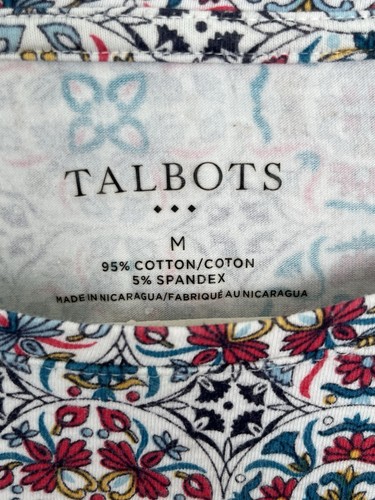 TALBOTS
M
95% COTTON/COTON
5% SPANDEX
MADE IN NICARAGUA/FABRIQUÉ AU NICARAGUA